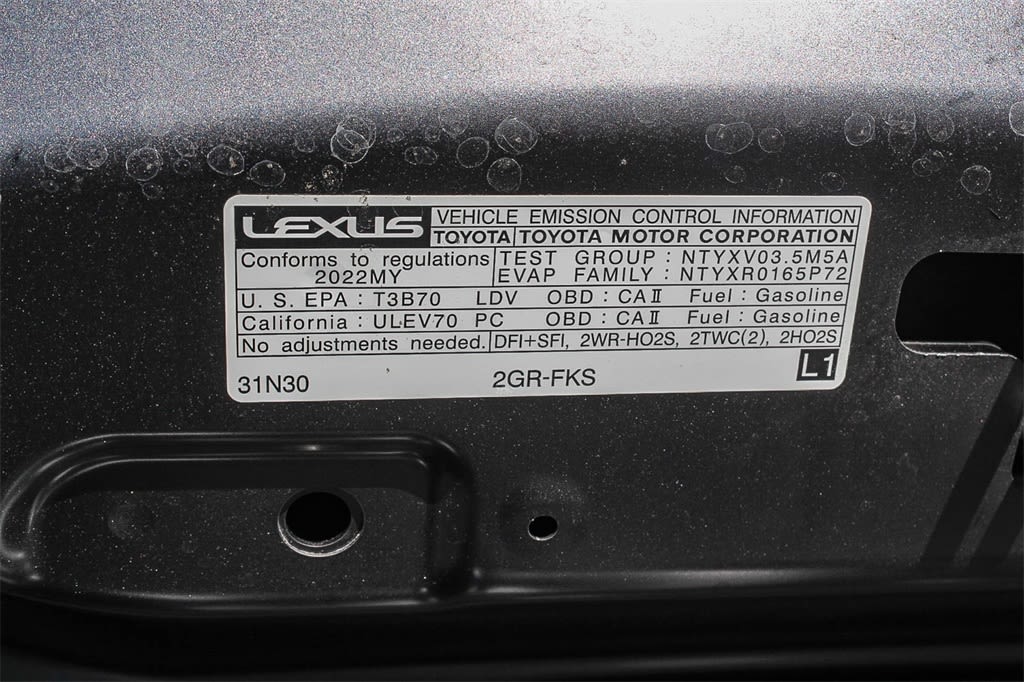 LEXUS VEHICLE EMISSION CONTROL INFORMATION
TOYOTA TOYOTA MOTOR CORPORATION
Conforms to regulations TEST GROUP : NTYXV03.5M5A
2022MY EVAP FAMILY : NTYXR0165P72
U. S. EPA : T3B70 LDV OBD : CAⅡ Fuel : Gasoline
California : ULEV70 PC OBD : CAⅡ Fuel : Gasoline
No adjustments needed. DFI+SFI, 2WR-HO2S, 2TWC(2), 2HO2S
31N30 2GR-FKS L1